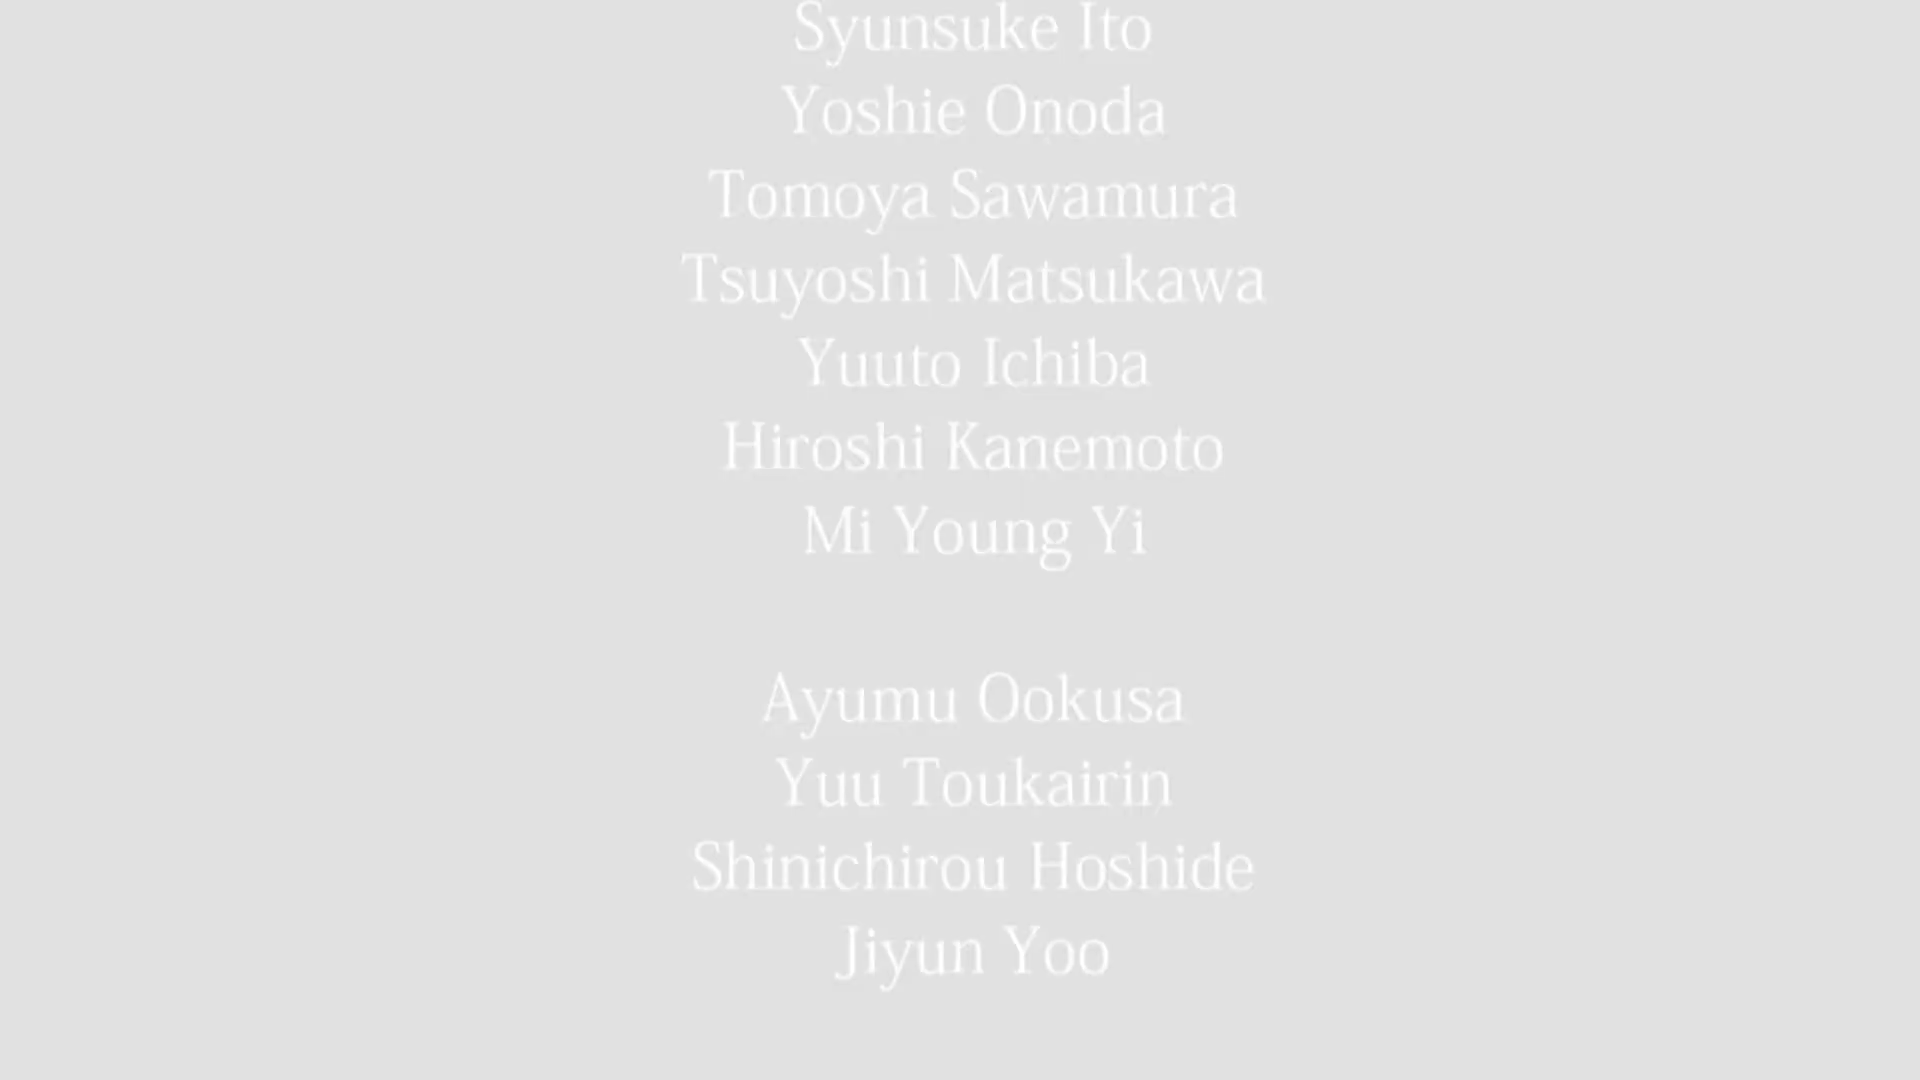 Syunsuke Ito
Yoshie Onoda
Tomoya Sawamura
Tsuyoshi Matsukawa
Yuuto Ichiba
Hiroshi Kanemoto
Mi Young Yi
Ayumu Ookusa
Yuu Toukairin
Shinichirou Hoshide
Jiyun Yoo